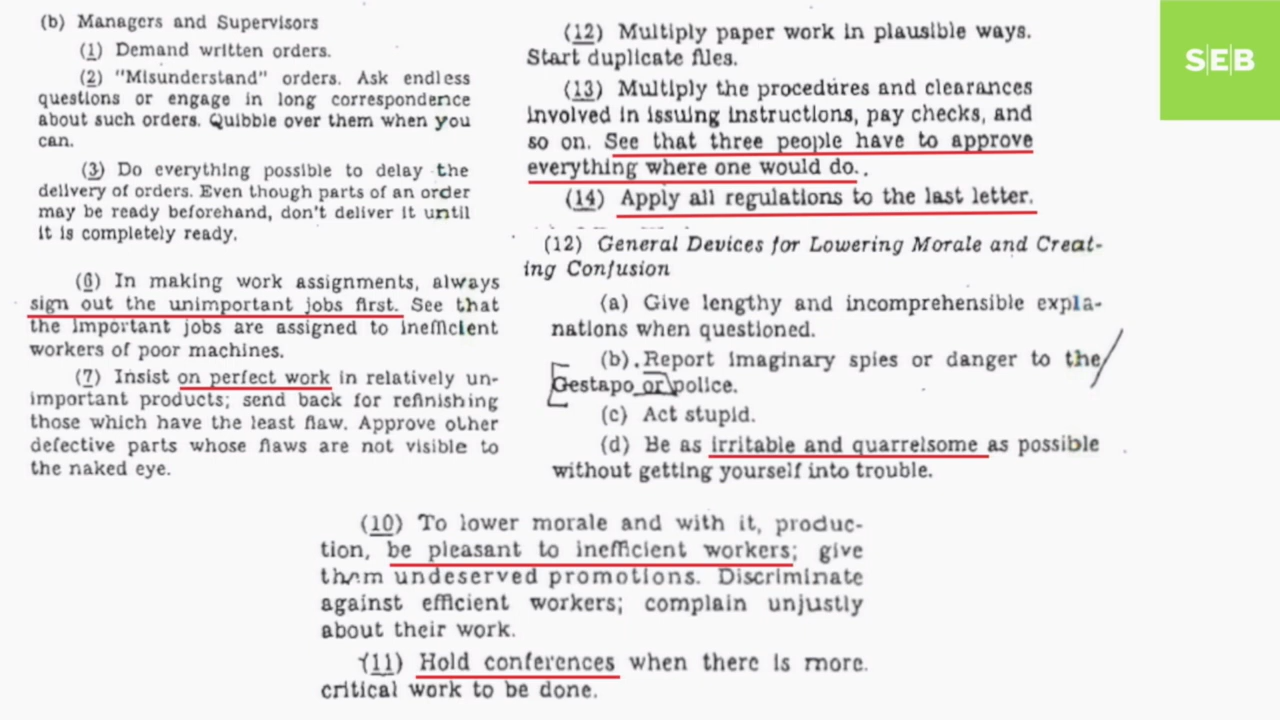 (b) Managers and Supervisors
(1) Demand written orders.
(2) "Misunderstand" orders. Ask endless
questions or engage in long correspondence
about such orders. Quibble over them when you
can.
(3) Do everything possible to delay the
delivery of orders. Even though parts of an order
may be ready beforehand, don't deliver it until
it is completely ready.
(6) In making work assignments, always
sign out the unimportant jobs first. See that
the important jobs are assigned to inefficient
workers of poor machines.
(7) Insist on perfect work in relatively un-
important products; send back for refinishing
those which have the least flaw. Approve other
defective parts whose flaws are not visible to
the naked eye.
(12) Multiply paper work in plausible ways.
Start duplicate files.
(13) Multiply the procedures and clearances
involved in issuing instructions, pay checks, and
so on. See that three people have to approve
everything where one would do..
(14) Apply all regulations to the last letter.
(12) General Devices for Lowering Morale and Creat-
ing Confusion
(a) Give lengthy and incomprehensible expla-
nations when questioned.
(b) Report imaginary spies or danger to the
Gestapo or police.
(c) Act stupid.
(d) Be as irritable and quarrelsome as possible
without getting yourself into trouble.
(10) To lower morale and with it, produc-
tion, be pleasant to inefficient workers; give
them undeserved promotions. Discriminate
against efficient workers; complain unjustly
about their work.
(11) Hold conferences when there is more
critical work to be done.
S|E|B